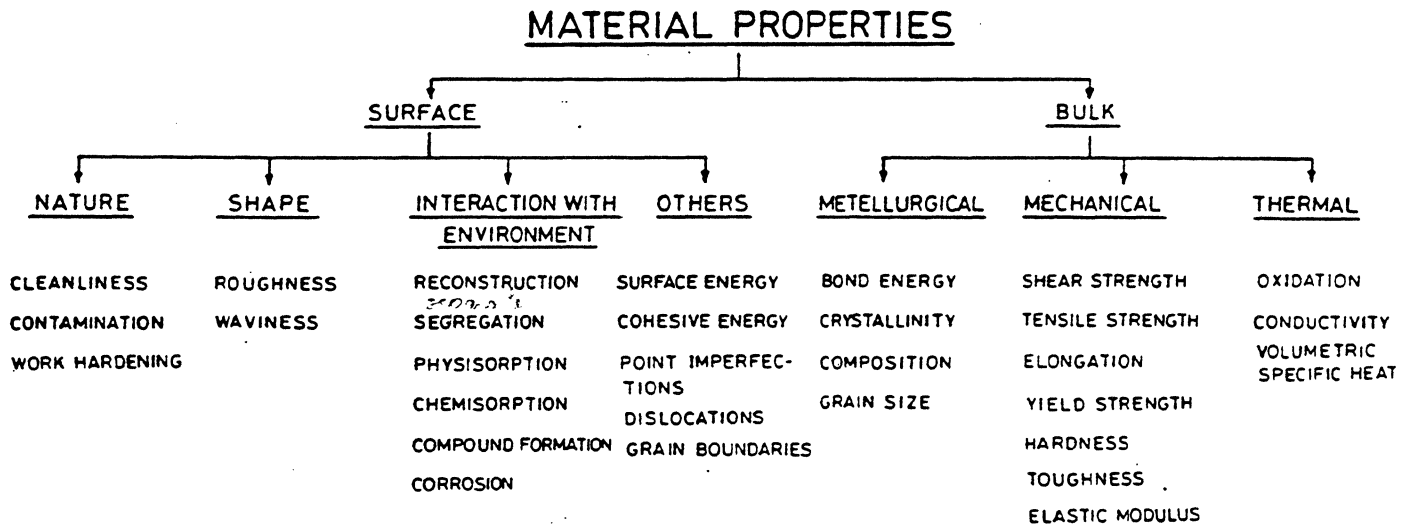 MATERIAL PROPERTIES
SURFACE
BULK
NATURE
SHAPE
INTERACTION WITH
ENVIRONMENT
OTHERS
METELLURGICAL
MECHANICAL
THERMAL
CLEANLINESS
CONTAMINATION
WORK HARDENING
ROUGHNESS
WAVINESS
RECONSTRUCTION
SEGREGATION
PHYSISORPTION
CHEMISORPTION
COMPOUND FORMATION
CORROSION
SURFACE ENERGY
COHESIVE ENERGY
POINT IMPERFEC-
TIONS
DISLOCATIONS
GRAIN BOUNDARIES
BOND ENERGY
CRYSTALLINITY
COMPOSITION
GRAIN SIZE
SHEAR STRENGTH
TENSILE STRENGTH
ELONGATION
YIELD STRENGTH
HARDNESS
TOUGHNESS
ELASTIC MODULUS
OXIDATION
CONDUCTIVITY
VOLUMETRIC
SPECIFIC HEAT